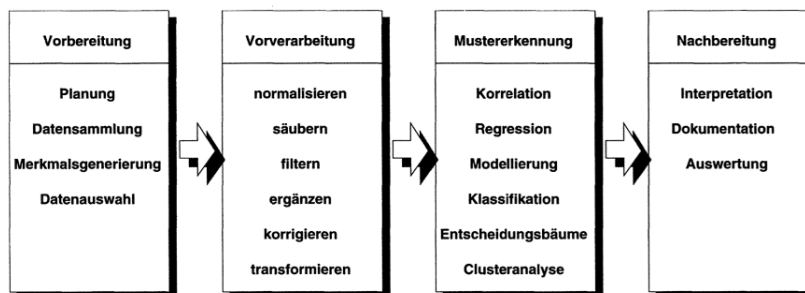 Vorbereitung
Planung
Datensammlung
Merkmalsgenerierung
Datenauswahl
Vorverarbeitung
normalisieren
säubern
filtern
ergänzen
korrigieren
transformieren
Mustererkennung
Korrelation
Regression
Modellierung
Klassifikation
Entscheidungsbäume
Clusteranalyse
Nachbereitung
Interpretation
Dokumentation
Auswertung